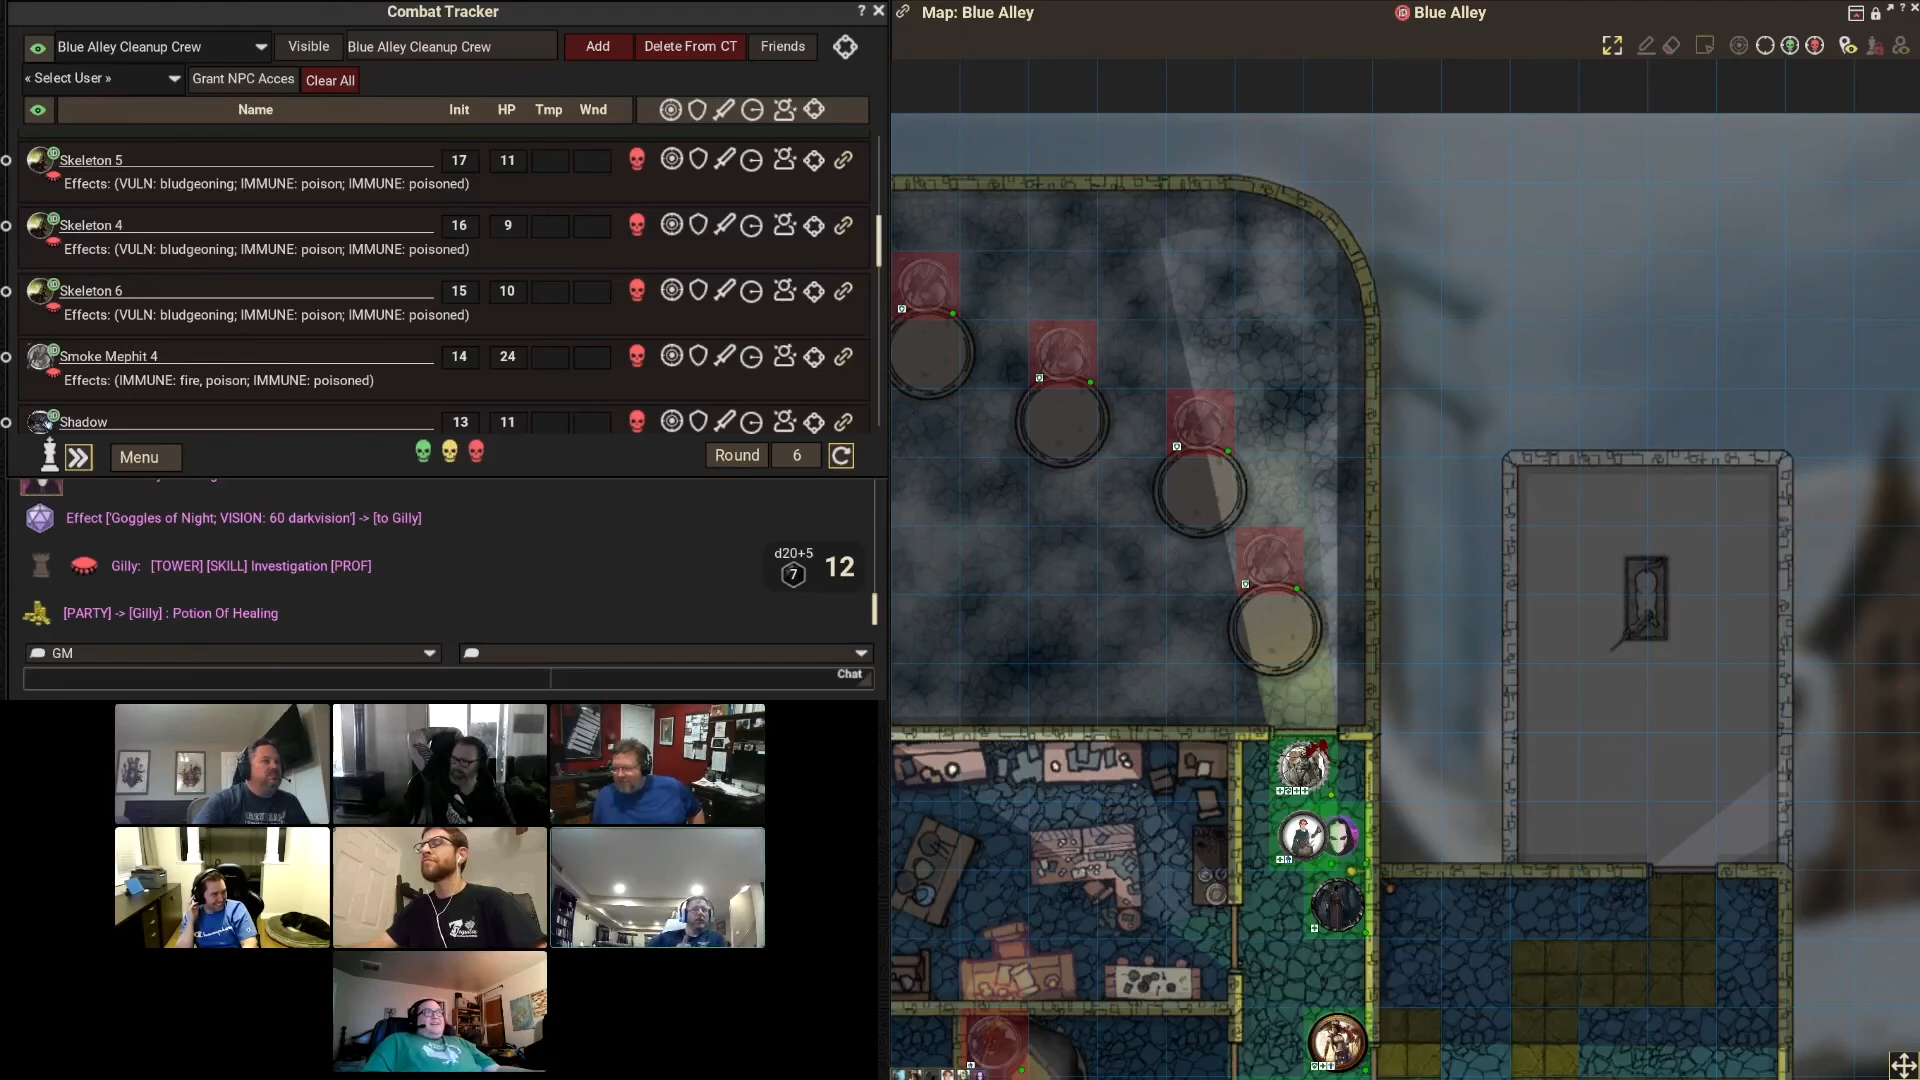 Combat Tracker
?
Map: Blue Alley
Blue Alley
?
Blue Alley Cleanup Crew
Visible
Blue Alley Cleanup Crew
Add
Delete From CT
Friends
« Select User »
Grant NPC Acces
Clear All
Name Init HP Tmp Wnd
Skeleton 5 17 11
Effects: (VULN: bludgeoning; IMMUNE: poison; IMMUNE: poisoned)
Skeleton 4 16 9
Effects: (VULN: bludgeoning; IMMUNE: poison; IMMUNE: poisoned)
Skeleton 6 15 10
Effects: (VULN: bludgeoning; IMMUNE: poison; IMMUNE: poisoned)
Smoke Mephit 4 14 24
Effects: (IMMUNE: fire, poison; IMMUNE: poisoned)
Shadow 13 11
Menu
Round 6
Effect ['Goggles of Night; VISION: 60 darkvision'] -> [to Gilly]
Gilly: [TOWER] [SKILL] Investigation [PROF]
d20+5
7
12
[PARTY] -> [Gilly] : Potion Of Healing
GM
Chat